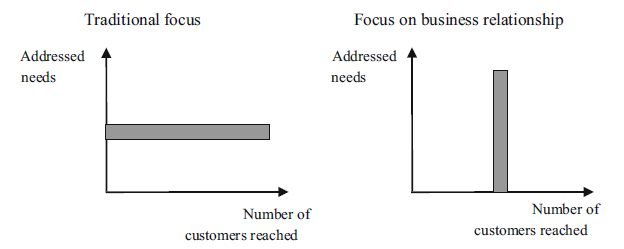 Traditional focus
Addressed
needs
Number of
customers reached
Focus on business relationship
Addressed
needs
Number of
customers reached